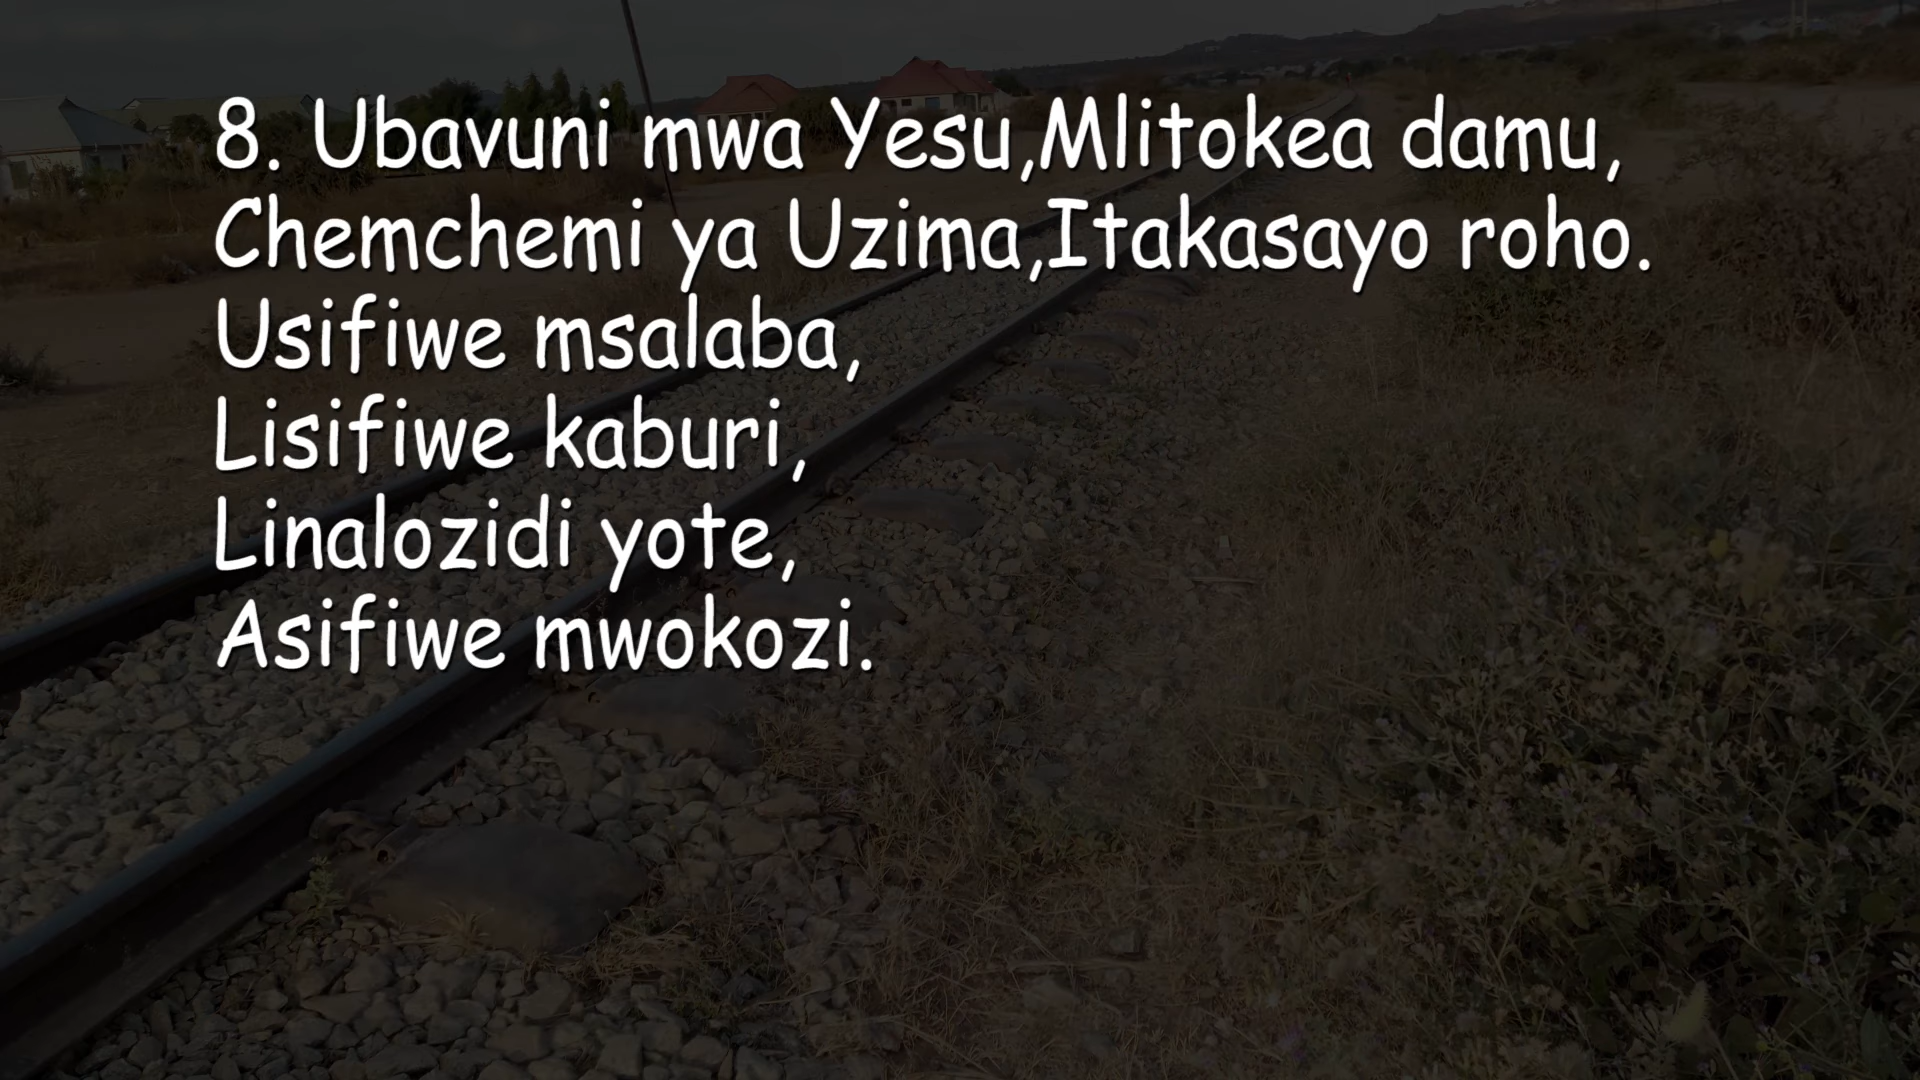 8. Ubavuni mwa Yesu,Mlitokea damu,
Chemchemi ya Uzima,Itakasayo roho.
Usifiwe msalaba,
Lisifiwe kaburi,
Linalozidi yote,
Asifiwe mwokozi.